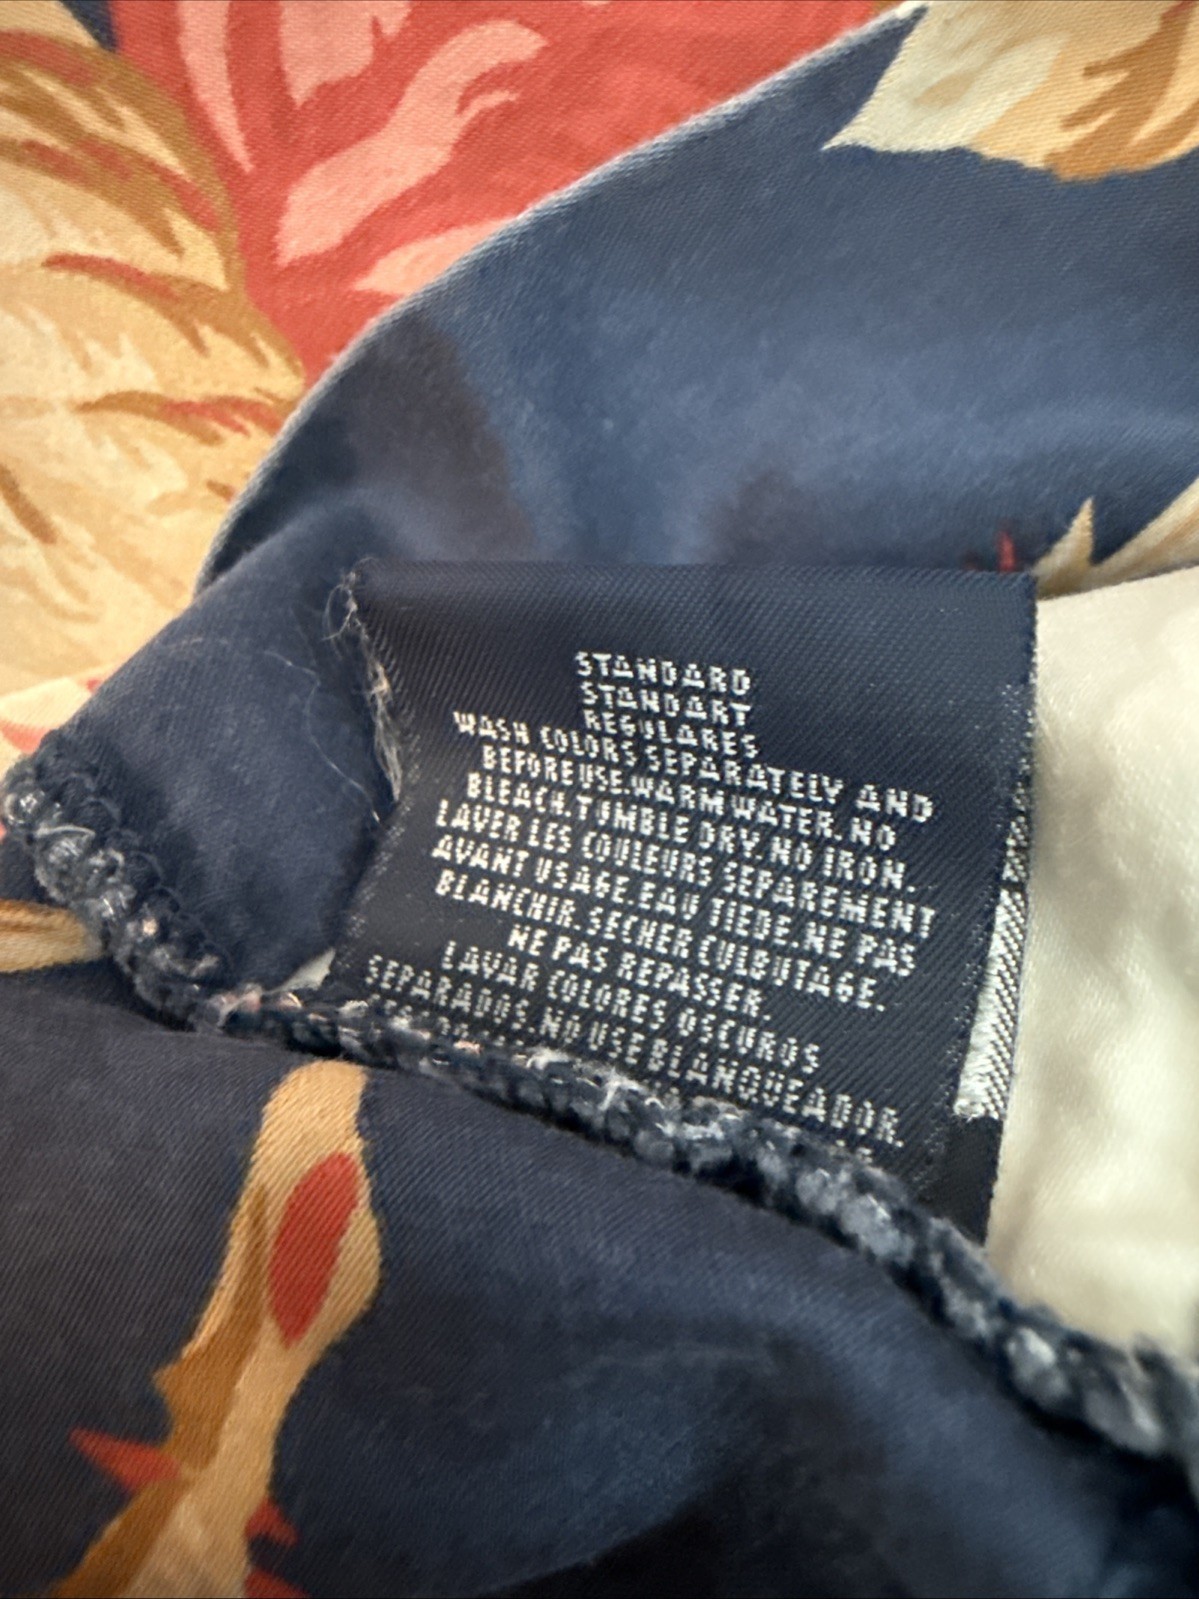 STANDARD
STANDART
REGULARES
WASH COLORS SEPARATELY AND
BEFORE USE.WARM WATER.NO
BLEACH.TUMBLE DRY.NO IRON.
LAVER LES COULEURS SEPAREMENT
AVANT USAGE.EAU TIEDE.NE PAS
BLANCHIR.SECHER CULBUTAGE.
NE PAS REPASSER.
LAVAR COLORES OSCUROS
SEPARADOS.NO USE BLANQUEADOR.